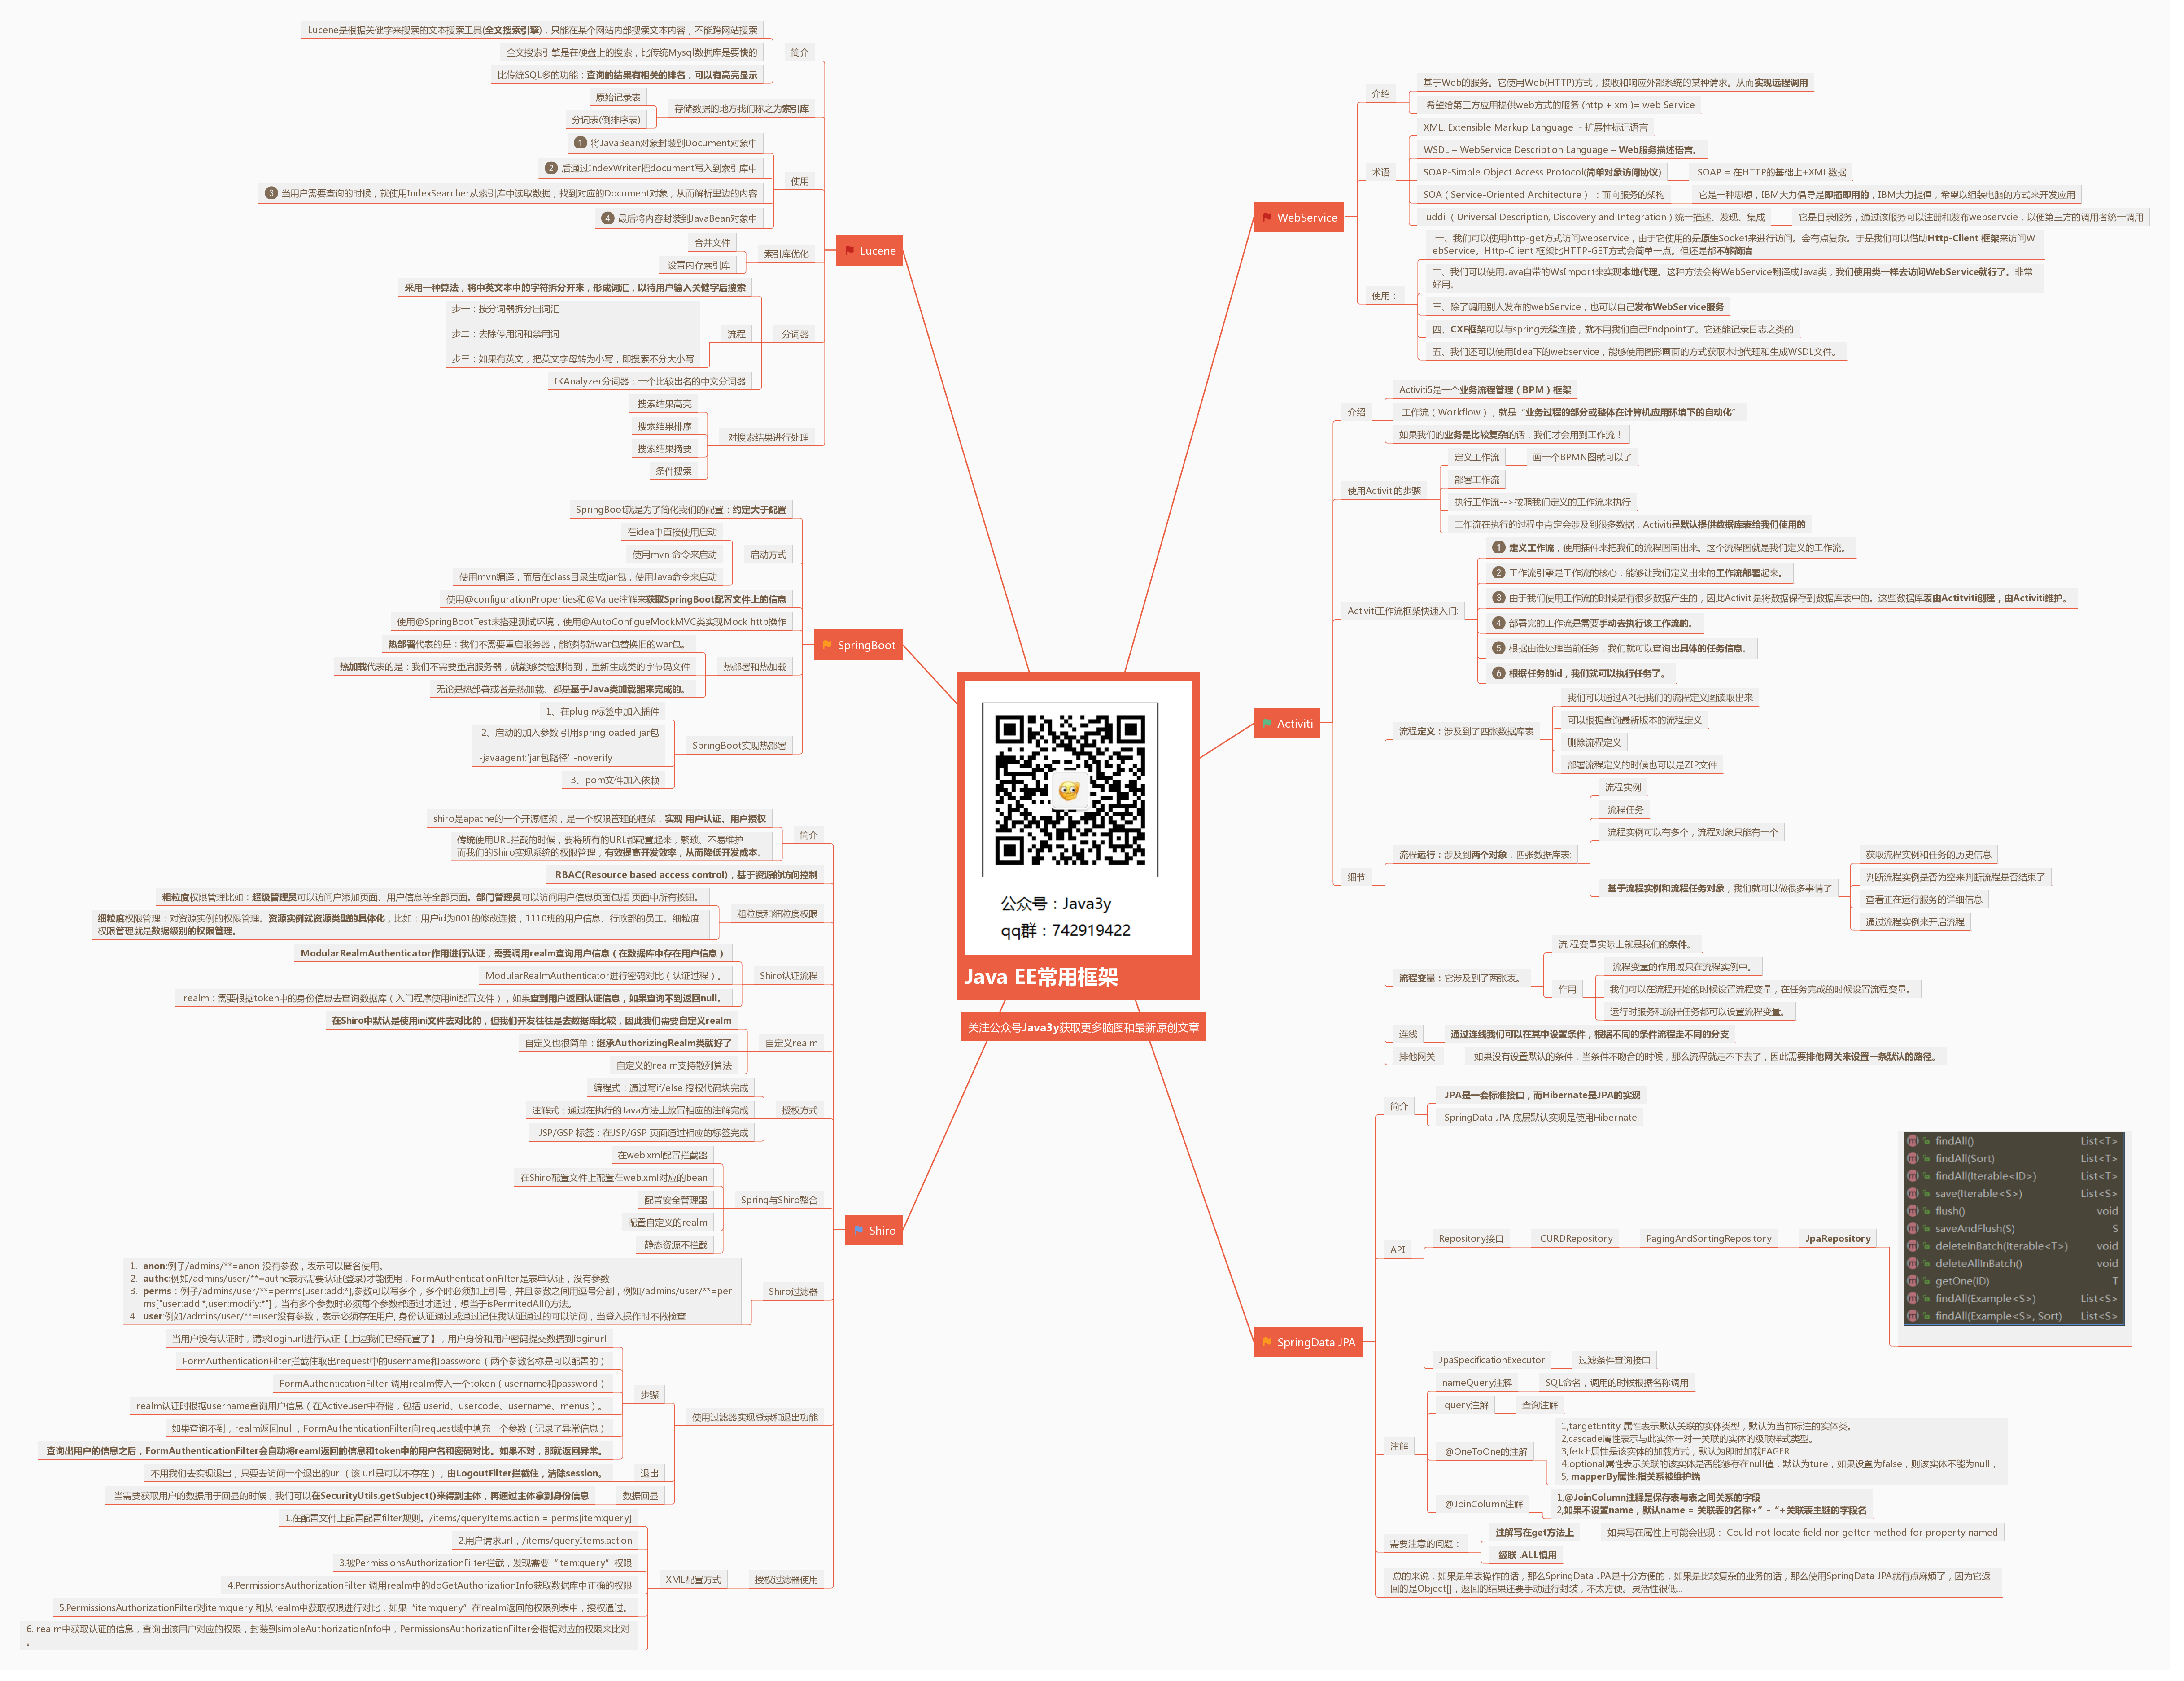 Lucene是根据关健字来搜索的文本搜索工具(全文搜索引擎)，只能在某个网站内部搜索文本内容，不能跨网站搜索
全文搜索引擎是在硬盘上的搜索，比传统Mysql数据库是要快的
比传统SQL多的功能：查询的结果有相关的排名，可以有高亮显示
简介
原始记录表
分词表(倒排序表)
存储数据的地方我们称之为索引库
1 将JavaBean对象封装到Document对象中
2 后通过IndexWriter把document写入到索引库中
3 当用户需要查询的时候，就使用IndexSearcher从索引库中读取数据，找到对应的Document对象，从而解析里边的内容
4 最后将内容封装到JavaBean对象中
使用
合并文件
设置内存索引库
索引库优化
采用一种算法，将中英文本中的字符拆分开来，形成词汇，以待用户输入关健字后搜索
步一：按分词器拆分出词汇
步二：去除停用词和禁用词
步三：如果有英文，把英文字母转为小写，即搜索不分大小写
流程
IKAnalyzer分词器：一个比较出名的中文分词器
分词器
搜索结果高亮
搜索结果排序
搜索结果摘要
条件搜索
对搜索结果进行处理
Lucene
SpringBoot就是为了简化我们的配置：约定大于配置
在idea中直接使用启动
使用mvn 命令来启动
使用mvn编译，而后在class目录生成jar包，使用Java命令来启动
启动方式
使用@configurationProperties和@Value注解来获取SpringBoot配置文件上的信息
使用@SpringBootTest来搭建测试环境，使用@AutoConfigueMockMVC类实现Mock http操作
热部署代表的是：我们不需要重启服务器，能够将新war包替换旧的war包。
热加载代表的是：我们不需要重启服务器，就能够类检测得到，重新生成类的字节码文件
无论是热部署或者是热加载、都是基于Java类加载器来完成的。
热部署和热加载
1、在plugin标签中加入插件
2、启动的加入参数 引用springloaded jar包
-javaagent:'jar包路径' -noverify
3、pom文件加入依赖
SpringBoot实现热部署
SpringBoot
shiro是apache的一个开源框架，是一个权限管理的框架，实现 用户认证、用户授权
传统使用URL拦截的时候，要将所有的URL都配置起来，繁琐、不易维护
而我们的Shiro实现系统的权限管理，有效提高开发效率，从而降低开发成本。
简介
RBAC(Resource based access control)，基于资源的访问控制
粗粒度权限管理比如：超级管理员可以访问户添加页面、用户信息等全部页面。部门管理员可以访问用户信息页面包括 页面中所有按钮。
细粒度权限管理：对资源实例的权限管理。资源实例就资源类型的具体化，比如：用户id为001的修改连接，1110班的用户信息、行政部的员工。细粒度
权限管理就是数据级别的权限管理。
粗粒度和细粒度权限
ModularRealmAuthenticator作用进行认证，需要调用realm查询用户信息（在数据库中存在用户信息）
ModularRealmAuthenticator进行密码对比（认证过程）。
realm：需要根据token中的身份信息去查询数据库（入门程序使用ini配置文件），如果查到用户返回认证信息，如果查询不到返回null。
Shiro认证流程
在Shiro中默认是使用ini文件去对比的，但我们开发往往是去数据库比较，因此我们需要自定义realm
自定义也很简单：继承AuthorizingRealm类就好了
自定义的realm支持散列算法
自定义realm
编程式：通过写if/else 授权代码块完成
注解式：通过在执行的Java方法上放置相应的注解完成
JSP/GSP 标签：在JSP/GSP 页面通过相应的标签完成
授权方式
在web.xml配置拦截器
在Shiro配置文件上配置在web.xml对应的bean
配置安全管理器
配置自定义的realm
静态资源不拦截
Spring与Shiro整合
1. anon:例子/admins/**=anon 没有参数，表示可以匿名使用。
2. authc:例如/admins/user/**=authc表示需要认证(登录)才能使用，FormAuthenticationFilter是表单认证，没有参数
3. perms：例子/admins/user/**=perms[user:add:*],参数可以写多个，多个时必须加上引号，并且参数之间用逗号分割，例如/admins/user/**=per
ms["user:add:*,user:modify:*"]，当有多个参数时必须每个参数都通过才通过，想当于isPermitedAll()方法。
4. user:例如/admins/user/**=user没有参数，表示必须存在用户, 身份认证通过或通过记住我认证通过的可以访问，当登入操作时不做检查
Shiro过滤器
当用户没有认证时，请求loginurl进行认证【上边我们已经配置了】，用户身份和用户密码提交数据到loginurl
FormAuthenticationFilter拦截住取出request中的username和password（两个参数名称是可以配置的）
FormAuthenticationFilter 调用realm传入一个token（username和password）
realm认证时根据username查询用户信息（在Activeuser中存储，包括 userid、usercode、username、menus）。
如果查询不到，realm返回null，FormAuthenticationFilter向request域中填充一个参数（记录了异常信息）
查询出用户的信息之后，FormAuthenticationFilter会自动将reaml返回的信息和token中的用户名和密码对比。如果不对，那就返回异常。
步骤
不用我们去实现退出，只要去访问一个退出的url（该 url是可以不存在），由LogoutFilter拦截住，清除session。
退出
当需要获取用户的数据用于回显的时候，我们可以在SecurityUtils.getSubject()来得到主体，再通过主体拿到身份信息
数据回显
使用过滤器实现登录和退出功能
1.在配置文件上配置配置filter规则。/items/queryItems.action = perms[item:query]
2.用户请求url，/items/queryItems.action
3.被PermissionsAuthorizationFilter拦截，发现需要“item:query”权限
4.PermissionsAuthorizationFilter 调用realm中的doGetAuthorizationInfo获取数据库中正确的权限
5.PermissionsAuthorizationFilter对item:query 和从realm中获取权限进行对比，如果“item:query”在realm返回的权限列表中，授权通过。
6. realm中获取认证的信息，查询出该用户对应的权限，封装到simpleAuthorizationInfo中，PermissionsAuthorizationFilter会根据对应的权限来比对
。
XML配置方式
授权过滤器使用
Shiro
公众号：Java3y
qq群：742919422
Java EE常用框架
关注公众号Java3y获取更多脑图和最新原创文章
WebService
介绍
基于Web的服务。它使用Web(HTTP)方式，接收和响应外部系统的某种请求。从而实现远程调用
希望给第三方应用提供web方式的服务 (http + xml)= web Service
术语
XML. Extensible Markup Language －扩展性标记语言
WSDL – WebService Description Language – Web服务描述语言。
SOAP-Simple Object Access Protocol(简单对象访问协议)
SOAP = 在HTTP的基础上+XML数据
SOA（Service-Oriented Architecture）：面向服务的架构
它是一种思想，IBM大力倡导是即插即用的，IBM大力提倡，希望以组装电脑的方式来开发应用
uddi （Universal Description, Discovery and Integration）统一描述、发现、集成
它是目录服务，通过该服务可以注册和发布webservcie，以便第三方的调用者统一调用
使用：
一、我们可以使用http-get方式访问webservice，由于它使用的是原生Socket来进行访问。会有点复杂。于是我们可以借助Http-Client 框架来访问W
ebService。Http-Client 框架比HTTP-GET方式会简单一点。但还是都不够简洁
二、我们可以使用Java自带的WsImport来实现本地代理。这种方法会将WebService翻译成Java类，我们使用类一样去访问WebService就行了。非常
好用。
三、除了调用别人发布的webService，也可以自己发布WebService服务
四、CXF框架可以与spring无缝连接，就不用我们自己Endpoint了。它还能记录日志之类的
五、我们还可以使用Idea下的webservice，能够使用图形画面的方式获取本地代理和生成WSDL文件。
Activiti
介绍
Activiti5是一个业务流程管理（BPM）框架
工作流（Workflow），就是“业务过程的部分或整体在计算机应用环境下的自动化”
如果我们的业务是比较复杂的话，我们才会用到工作流！
使用Activiti的步骤
定义工作流
画一个BPMN图就可以了
部署工作流
执行工作流-->按照我们定义的工作流来执行
工作流在执行的过程中肯定会涉及到很多数据，Activiti是默认提供数据库表给我们使用的
Activiti工作流框架快速入门:
1 定义工作流，使用插件来把我们的流程图画出来。这个流程图就是我们定义的工作流。
2 工作流引擎是工作流的核心，能够让我们定义出来的工作流部署起来。
3 由于我们使用工作流的时候是有很多数据产生的，因此Activiti是将数据保存到数据库表中的。这些数据库表由Actitviti创建，由Activiti维护。
4 部署完的工作流是需要手动去执行该工作流的。
5 根据由谁处理当前任务，我们就可以查询出具体的任务信息。
6 根据任务的id，我们就可以执行任务了。
细节
流程定义：涉及到了四张数据库表
我们可以通过API把我们的流程定义图读取出来
可以根据查询最新版本的流程定义
删除流程定义
部署流程定义的时候也可以是ZIP文件
流程运行：涉及到两个对象，四张数据库表:
流程实例
流程任务
流程实例可以有多个，流程对象只能有一个
基于流程实例和流程任务对象，我们就可以做很多事情了
获取流程实例和任务的历史信息
判断流程实例是否为空来判断流程是否结束了
查看正在运行服务的详细信息
通过流程实例来开启流程
流程变量：它涉及到了两张表。
流 程变量实际上就是我们的条件。
作用
流程变量的作用域只在流程实例中。
我们可以在流程开始的时候设置流程变量，在任务完成的时候设置流程变量。
运行时服务和流程任务都可以设置流程变量。
连线
通过连线我们可以在其中设置条件，根据不同的条件流程走不同的分支
排他网关
如果没有设置默认的条件，当条件不吻合的时候，那么流程就走不下去了，因此需要排他网关来设置一条默认的路径。
SpringData JPA
简介
JPA是一套标准接口，而Hibernate是JPA的实现
SpringData JPA 底层默认实现是使用Hibernate
API
Repository接口
CURDRepository
PagingAndSortingRepository
JpaRepository
findAll() List<T>
findAll(Sort) List<T>
findAll(Iterable<ID>) List<T>
save(Iterable<S>) List<S>
flush() void
saveAndFlush(S) S
deleteInBatch(Iterable<T>) void
deleteAllInBatch() void
getOne(ID) T
findAll(Example<S>) List<S>
findAll(Example<S>, Sort) List<S>
JpaSpecificationExecutor
过滤条件查询接口
注解
nameQuery注解
SQL命名，调用的时候根据名称调用
query注解
查询注解
@OneToOne的注解
1,targetEntity 属性表示默认关联的实体类型，默认为当前标注的实体类。
2,cascade属性表示与此实体一对一关联的实体的级联样式类型。
3,fetch属性是该实体的加载方式，默认为即时加载EAGER
4,optional属性表示关联的该实体是否能够存在null值，默认为ture，如果设置为false，则该实体不能为null，
5, mapperBy属性:指关系被维护端
@JoinColumn注解
1,@JoinColumn注释是保存表与表之间关系的字段
2,如果不设置name，默认name = 关联表的名称+”-“+关联表主键的字段名
需要注意的问题：
注解写在get方法上
如果写在属性上可能会出现： Could not locate field nor getter method for property named
级联 .ALL慎用
总的来说，如果是单表操作的话，那么SpringData JPA是十分方便的，如果是比较复杂的业务的话，那么使用SpringData JPA就有点麻烦了，因为它返
回的是Object[]，返回的结果还要手动进行封装，不太方便。灵活性很低...